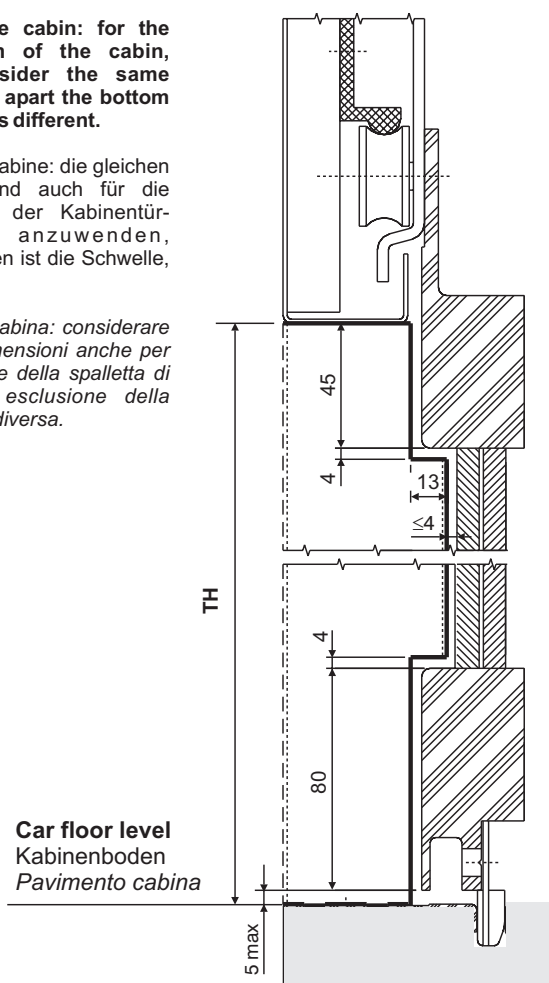 e cabin: for the
of the cabin,
sider the same
apart the bottom
s different.
abine: die gleichen
nd auch für die
der Kabinentür-
anzuwenden,
en ist die Schwelle,
cabina: considerare
mensioni anche per
e della spalletta di
esclusione della
diversa.
45
4
13
≤4
TH
4
80
Car floor level
Kabinenboden
Pavimento cabina
5 max